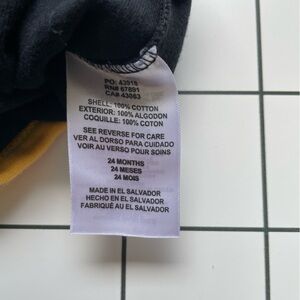 PO: 43918
RN# 67891
CA# 43063
SHELL: 100% COTTON
EXTERIOR: 100% ALGODON
COQUILLE: 100% COTON
SEE REVERSE FOR CARE
VER AL DORSO PARA CUIDADO
VOIR AU VERSO POUR SOINS
24 MONTHS
24 MESES
24 MOIS
MADE IN EL SALVADOR
HECHO EN EL SALVADOR
FABRIQUÉ AU EL SALVADOR